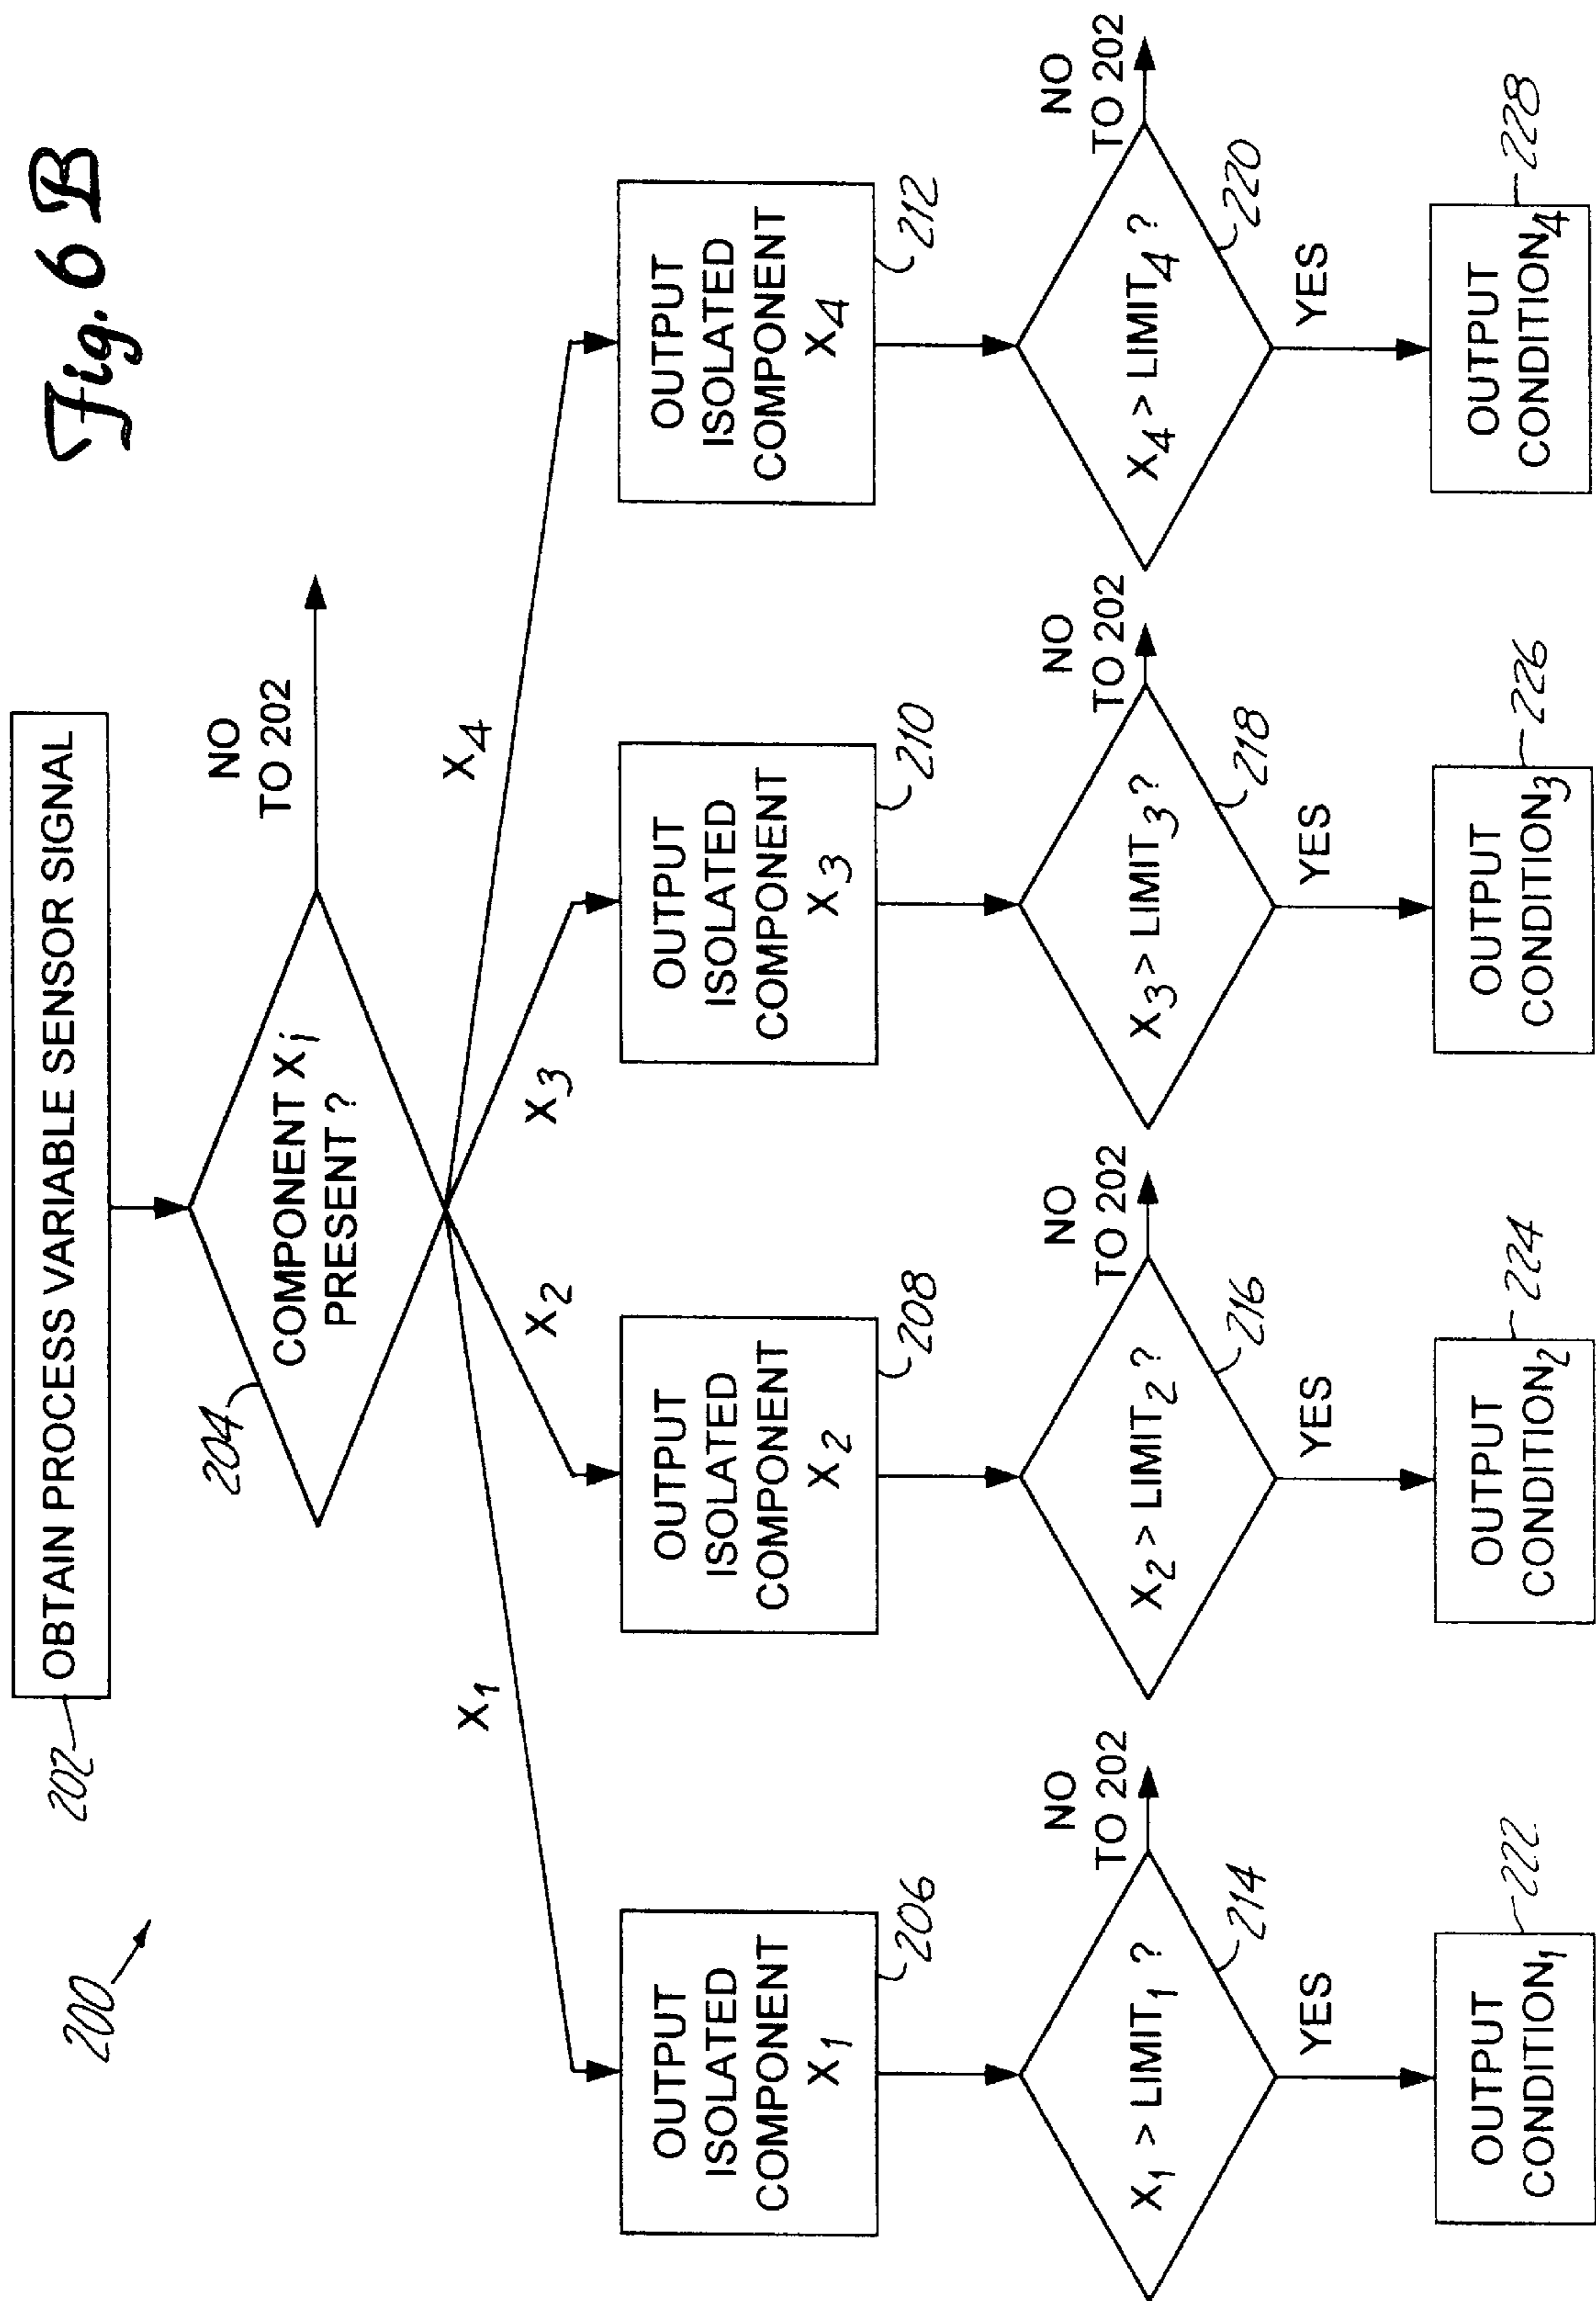 Fig. 6 B
200
202
OBTAIN PROCESS VARIABLE SENSOR SIGNAL
204
COMPONENT Xj
PRESENT ?
NO
TO 202
X1
X2
X3
X4
OUTPUT
ISOLATED
COMPONENT
X1
206
OUTPUT
ISOLATED
COMPONENT
X2
208
OUTPUT
ISOLATED
COMPONENT
X3
210
OUTPUT
ISOLATED
COMPONENT
X4
212
X1 > LIMIT1 ?
214
NO
TO 202
YES
X2 > LIMIT2 ?
216
NO
TO 202
YES
X3 > LIMIT3 ?
218
NO
TO 202
YES
X4 > LIMIT4 ?
220
NO
TO 202
YES
OUTPUT
CONDITION1
222
OUTPUT
CONDITION2
224
OUTPUT
CONDITION3
226
OUTPUT
CONDITION4
228